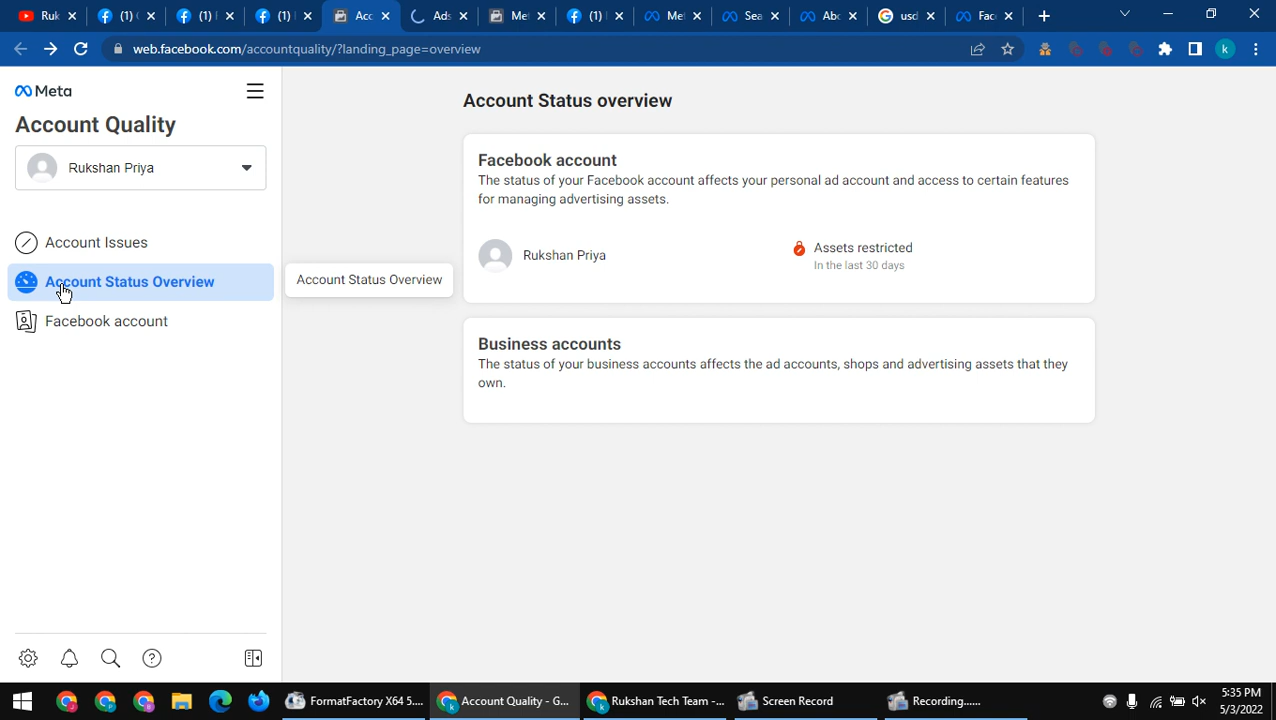 Ruk
(1) (
(1) F
(1)
Acc
Ads
Me
(1)
Me
Sea
Abc
usd
Fac
web.facebook.com/accountquality/?landing_page=overview
k
Meta
Account Quality
Rukshan Priya
Account Issues
Account Status Overview
Facebook account
Account Status Overview
Account Status overview
Facebook account
The status of your Facebook account affects your personal ad account and access to certain features
for managing advertising assets.
Rukshan Priya
Assets restricted
In the last 30 days
Business accounts
The status of your business accounts affects the ad accounts, shops and advertising assets that they
own.
FormatFactory X64 5....
Account Quality - G...
Rukshan Tech Team -...
Screen Record
Recording......
5:35 PM
5/3/2022